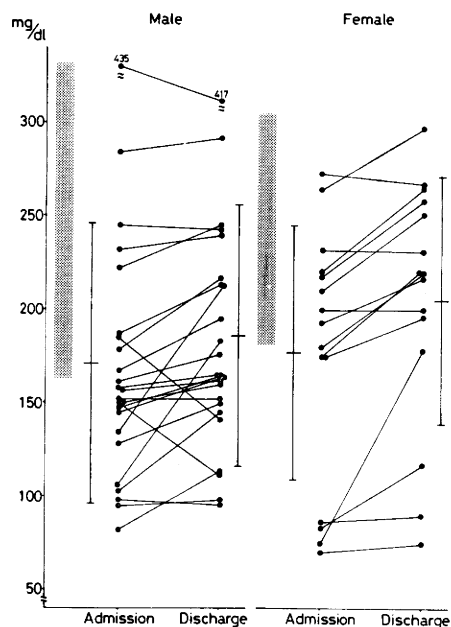 mg/dl
Male
Female
435
417
300
250
200
150
100
50
Admission
Discharge
Admission
Discharge